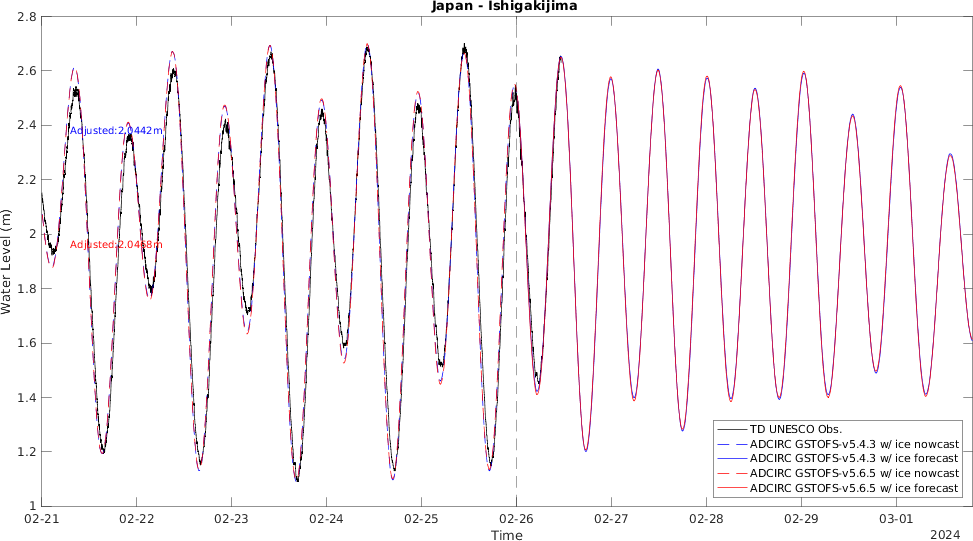 Japan - Ishigakijima
2.8
2.6
2.4
2.2
2
1.8
1.6
1.4
1.2
1
Water Level (m)
Adjusted:2.0442m
Adjusted:2.0468m
TD UNESCO Obs.
ADCIRC GSTOFS-v5.4.3 w/ ice nowcast
ADCIRC GSTOFS-v5.4.3 w/ ice forecast
ADCIRC GSTOFS-v5.6.5 w/ ice nowcast
ADCIRC GSTOFS-v5.6.5 w/ ice forecast
02-21 02-22 02-23 02-24 02-25 02-26 02-27 02-28 02-29 03-01
Time
2024